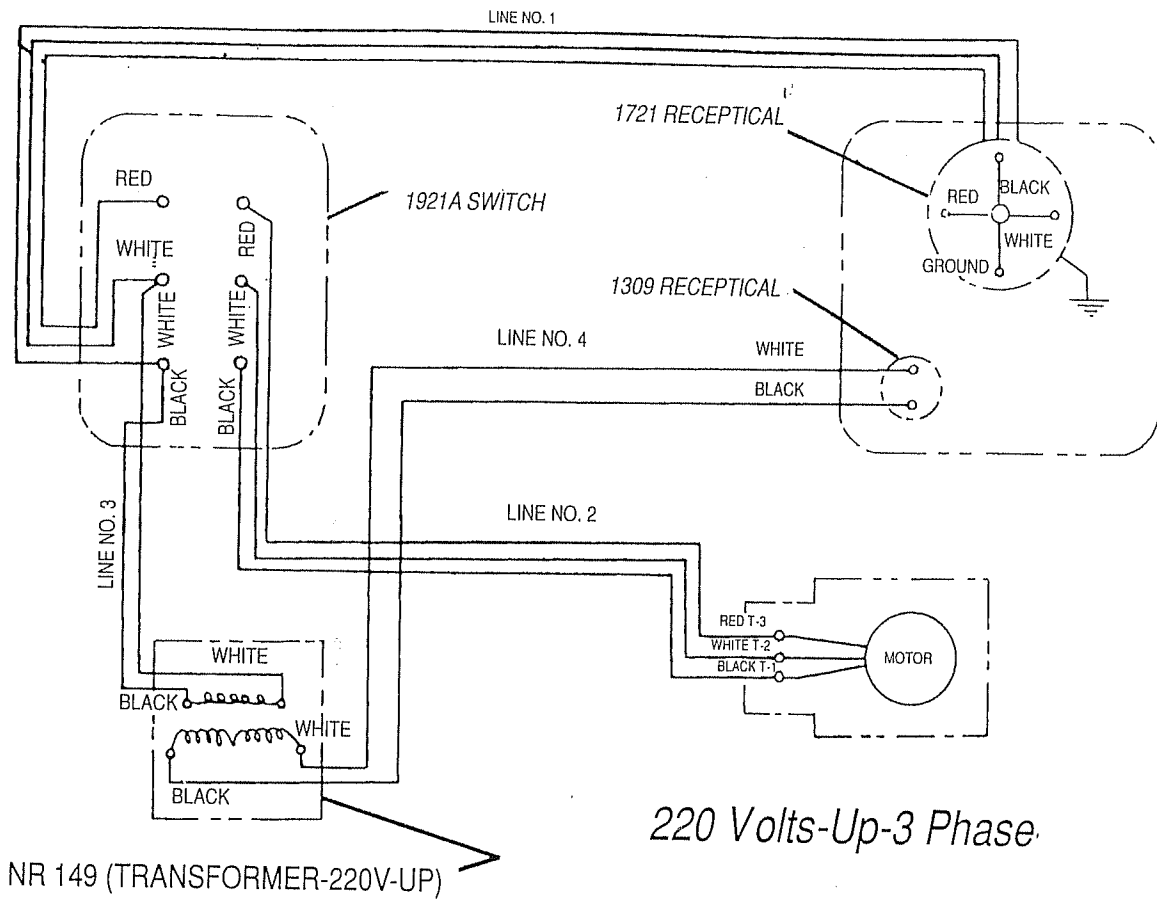 LINE NO. 1
1721 RECEPTICAL
RED
1921A SWITCH
RED
BLACK
RED
WHITE
WHITE
GROUND
1309 RECEPTICAL
WHITE
WHITE
LINE NO. 4
WHITE
BLACK
BLACK
BLACK
LINE NO. 3
LINE NO. 2
RED T-3
WHITE T-2
BLACK T-1
MOTOR
WHITE
BLACK
WHITE
BLACK
220 Volts-Up-3 Phase
NR 149 (TRANSFORMER-220V-UP)